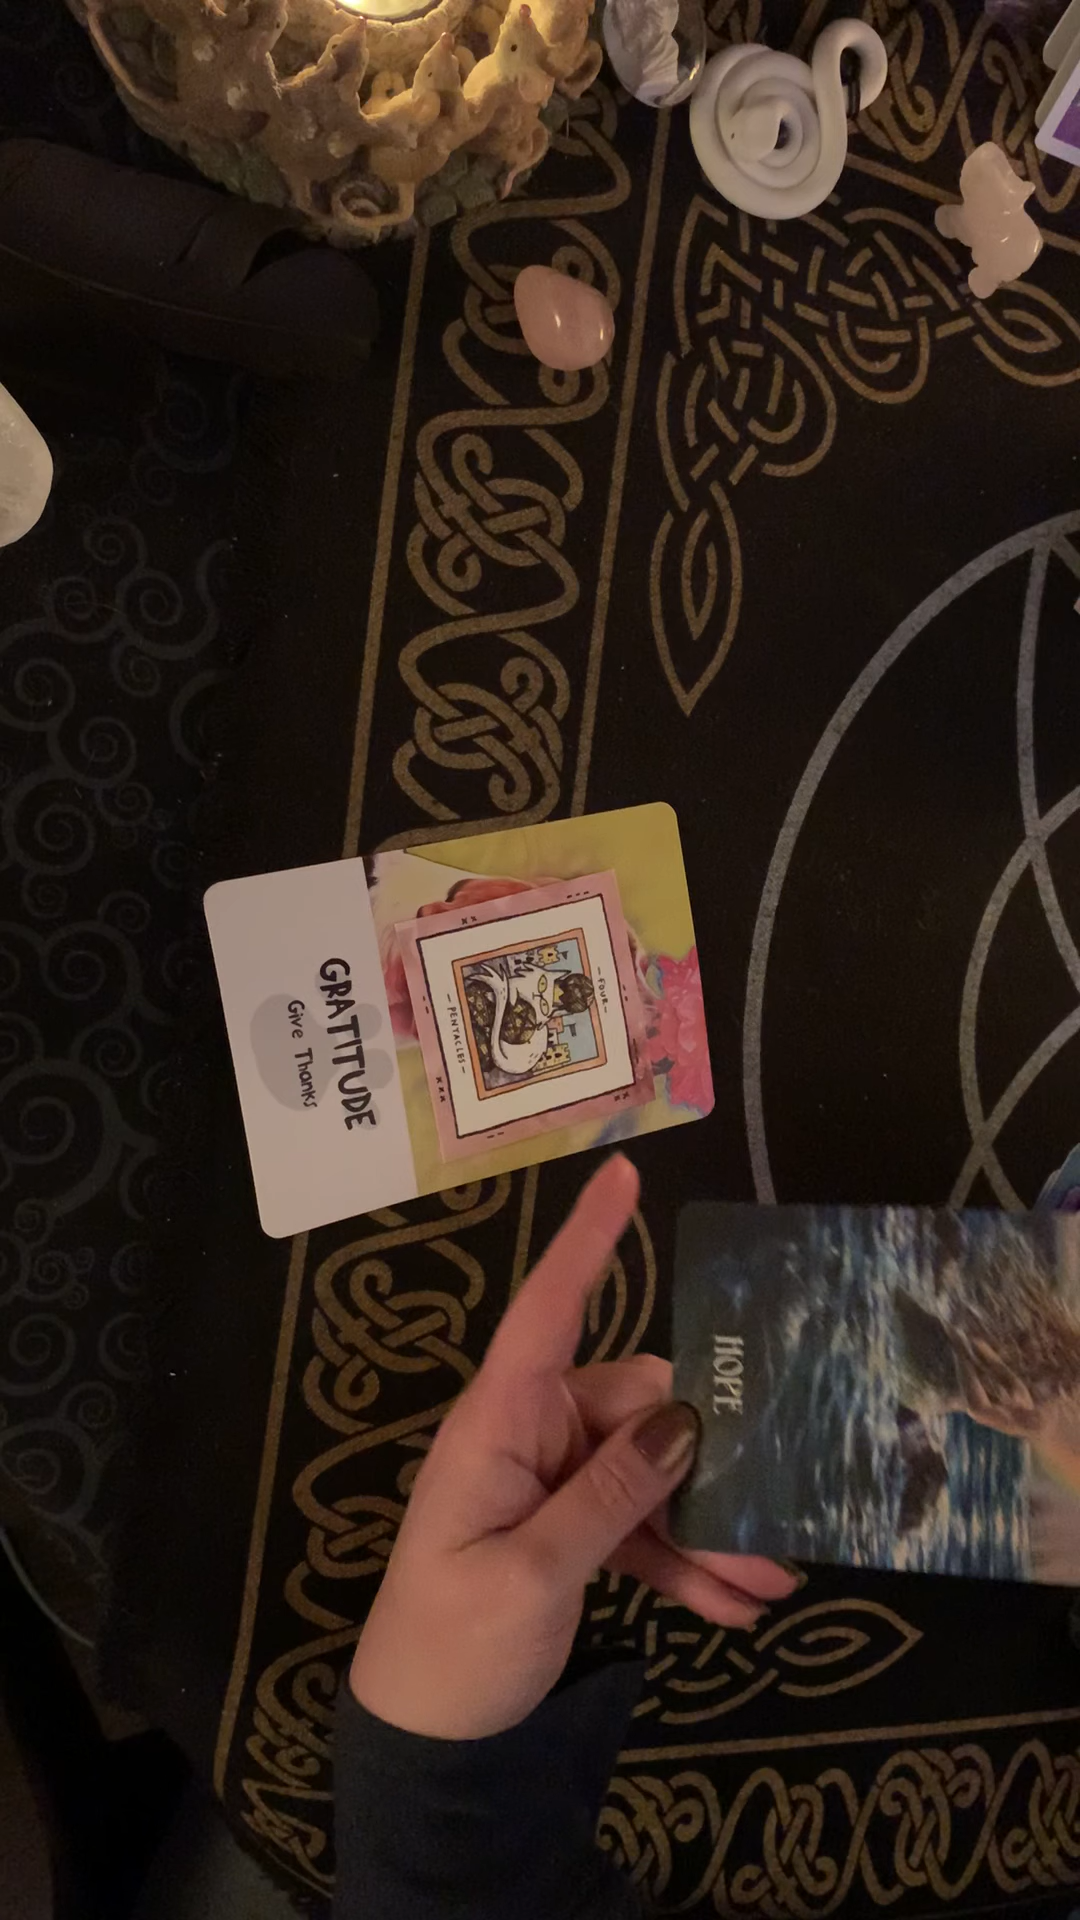 GRATITUDE
Give Thanks
– FOUR –
– PENTACLES –
HOPE